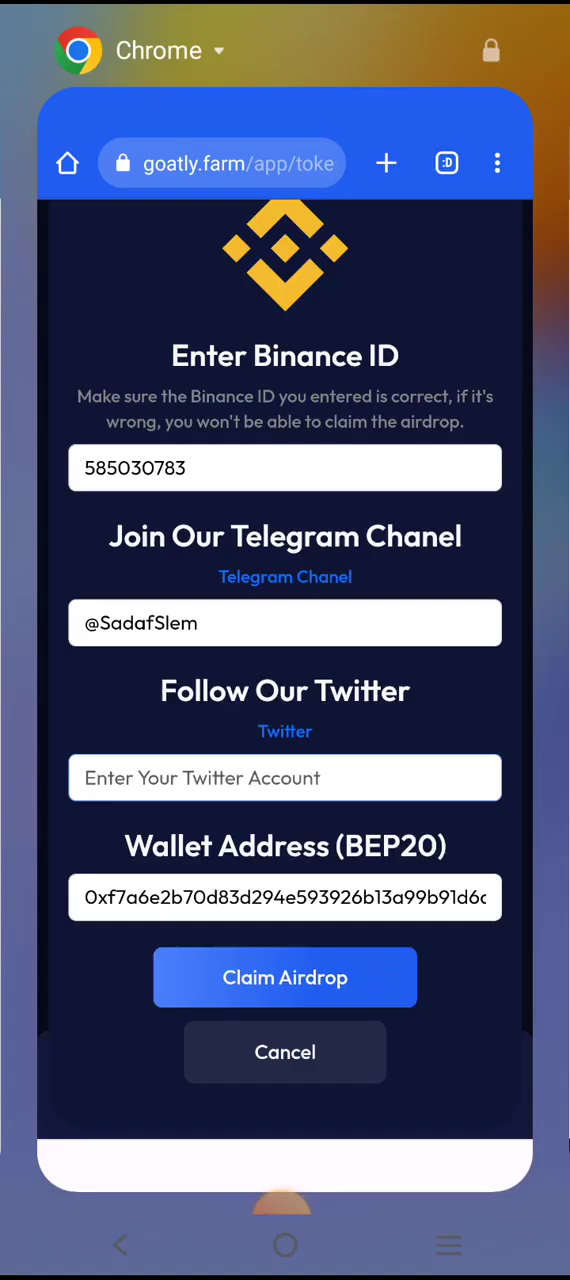 Chrome
goatly.farm/app/toke
Enter Binance ID
Make sure the Binance ID you entered is correct, if it's
wrong, you won't be able to claim the airdrop.
585030783
Join Our Telegram Chanel
Telegram Chanel
@SadafSlem
Follow Our Twitter
Twitter
Enter Your Twitter Account
Wallet Address (BEP20)
0xf7a6e2b70d83d294e593926b13a99b91d6c
Claim Airdrop
Cancel